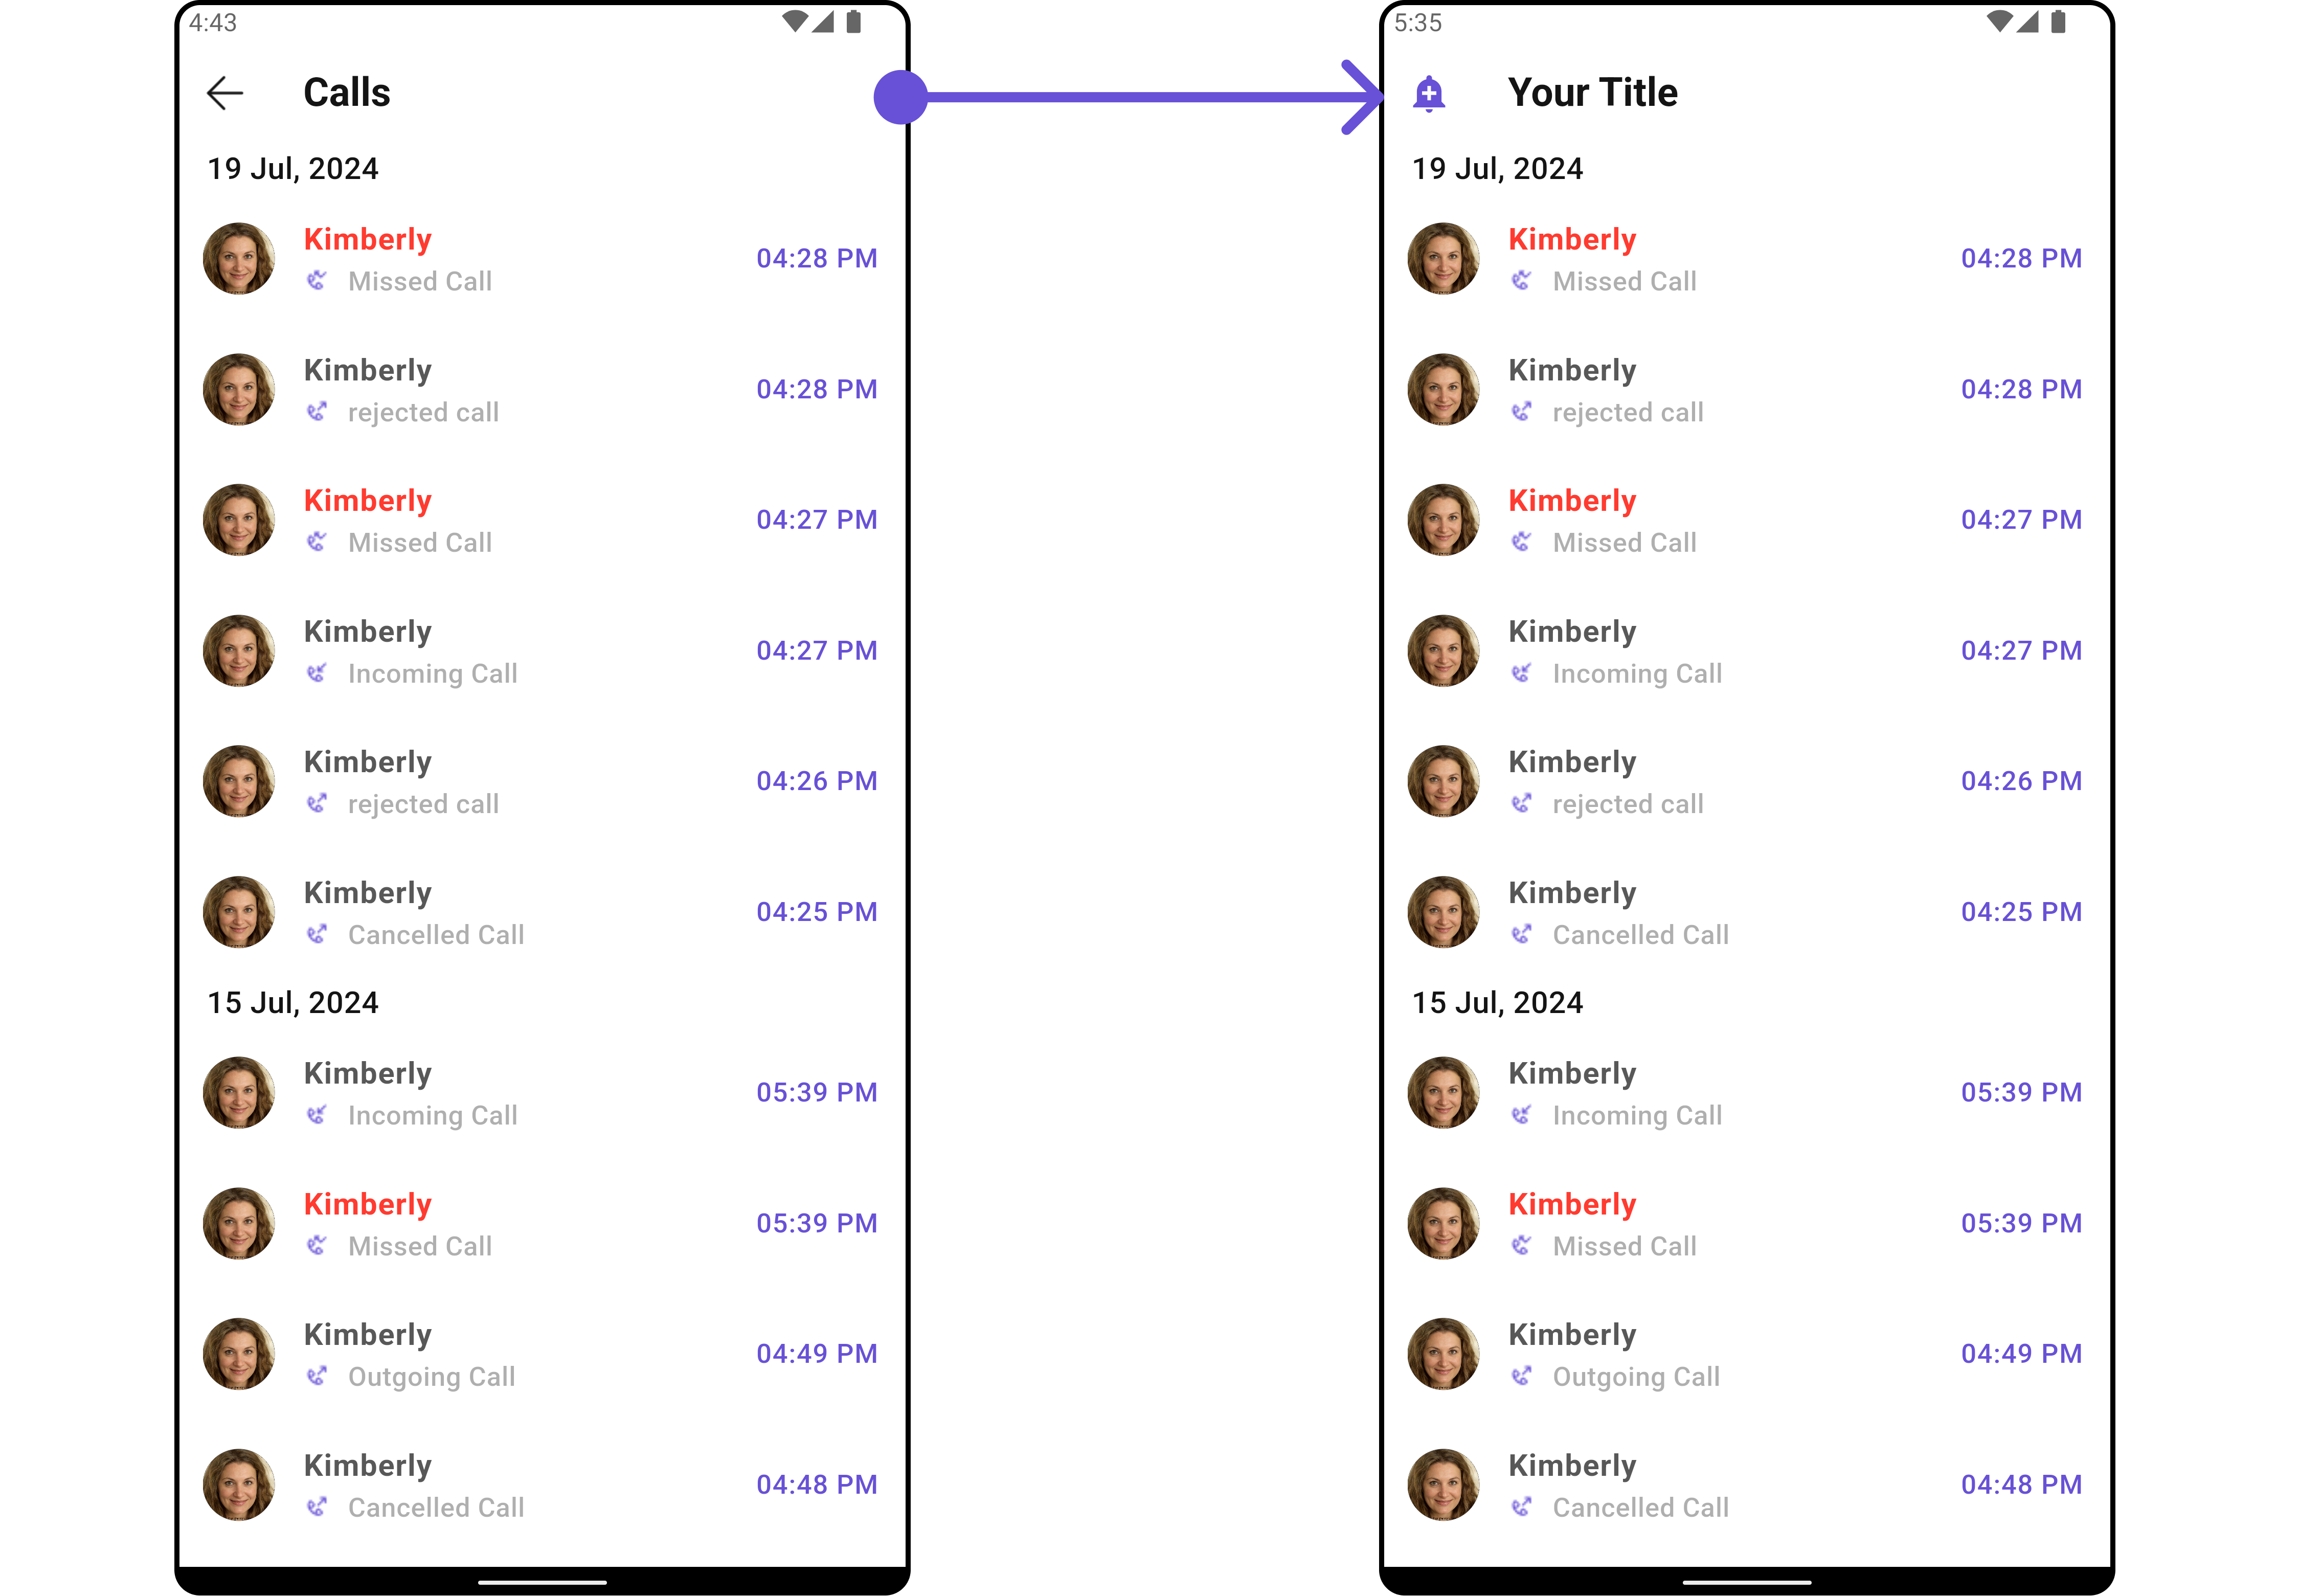 4:43
Calls
19 Jul, 2024
Kimberly
Missed Call
04:28 PM
Kimberly
rejected call
04:28 PM
Kimberly
Missed Call
04:27 PM
Kimberly
Incoming Call
04:27 PM
Kimberly
rejected call
04:26 PM
Kimberly
Cancelled Call
04:25 PM
15 Jul, 2024
Kimberly
Incoming Call
05:39 PM
Kimberly
Missed Call
05:39 PM
Kimberly
Outgoing Call
04:49 PM
Kimberly
Cancelled Call
04:48 PM
5:35
Your Title
19 Jul, 2024
Kimberly
Missed Call
04:28 PM
Kimberly
rejected call
04:28 PM
Kimberly
Missed Call
04:27 PM
Kimberly
Incoming Call
04:27 PM
Kimberly
rejected call
04:26 PM
Kimberly
Cancelled Call
04:25 PM
15 Jul, 2024
Kimberly
Incoming Call
05:39 PM
Kimberly
Missed Call
05:39 PM
Kimberly
Outgoing Call
04:49 PM
Kimberly
Cancelled Call
04:48 PM